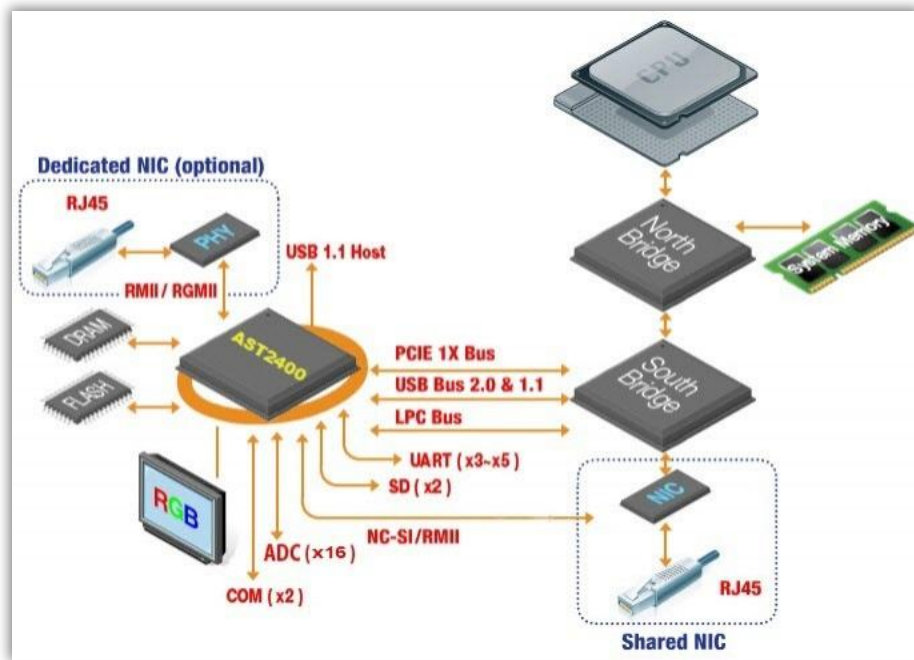 CPU
Dedicated NIC (optional)
RJ45
PHY
North
Bridge
System Memory
USB 1.1 Host
RMII / RGMII
DRAM
AST2400
FLASH
PCIE 1X Bus
USB Bus 2.0 & 1.1
LPC Bus
South
Bridge
UART ( x3~x5 )
SD ( x2 )
NIC
RGB
NC-SI/RMII
ADC ( x16 )
COM ( x2 )
RJ45
Shared NIC